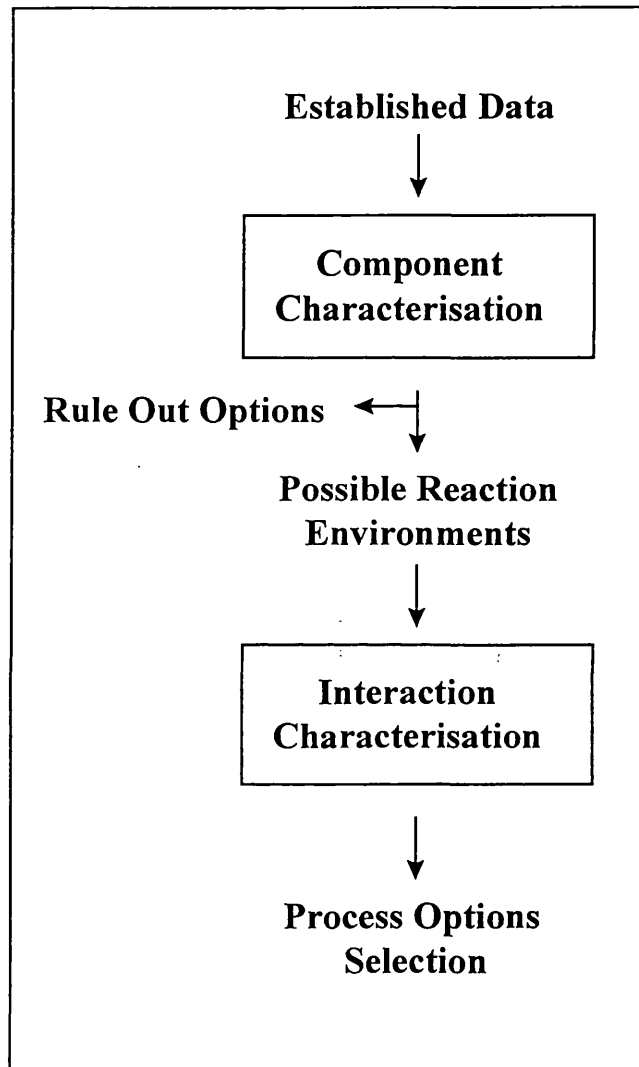 Established Data
Component
Characterisation
Rule Out Options
Possible Reaction
Environments
Interaction
Characterisation
Process Options
Selection